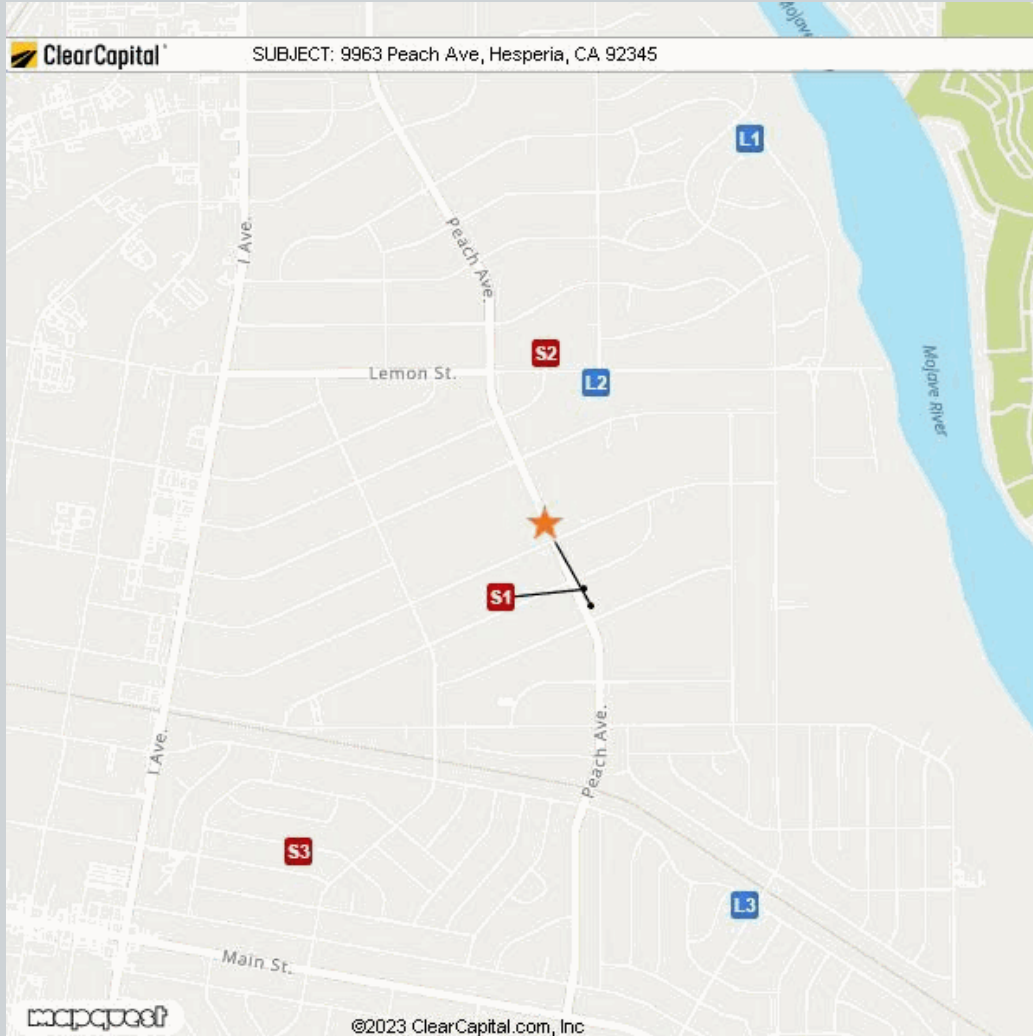 Mojave
ClearCapital
SUBJECT: 9963 Peach Ave, Hesperia, CA 92345
L1
I Ave.
Peach Ave.
S2
Lemon St.
L2
Mojave River
S1
Peach Ave.
I Ave.
S3
L3
Main St.
mapquest
©2023 ClearCapital.com, Inc